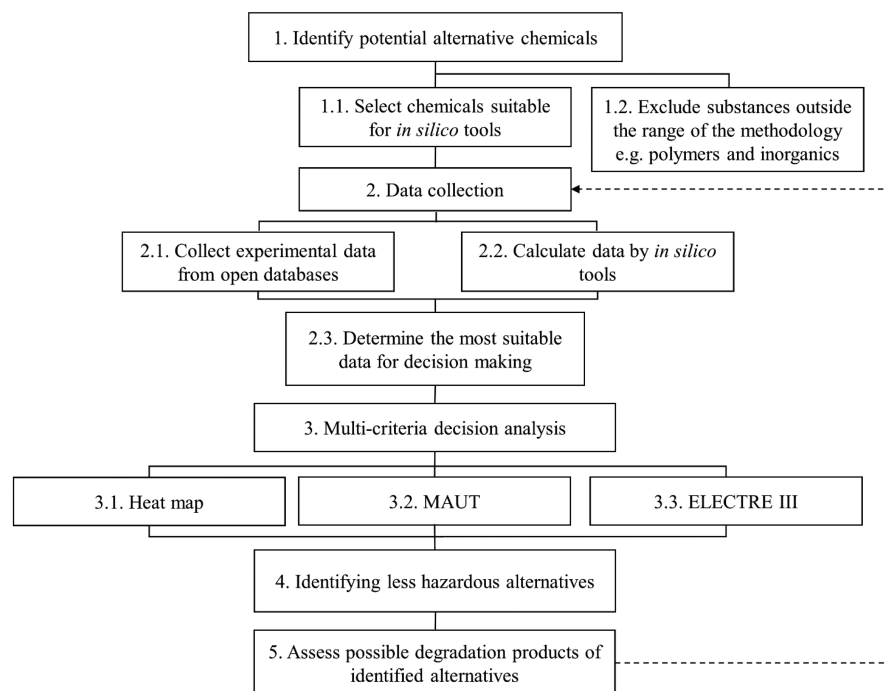 1. Identify potential alternative chemicals
1.1. Select chemicals suitable
for in silico tools
1.2. Exclude substances outside
the range of the methodology
e.g. polymers and inorganics
2. Data collection
2.1. Collect experimental data
from open databases
2.2. Calculate data by in silico
tools
2.3. Determine the most suitable
data for decision making
3. Multi-criteria decision analysis
3.1. Heat map
3.2. MAUT
3.3. ELECTRE III
4. Identifying less hazardous alternatives
5. Assess possible degradation products of
identified alternatives